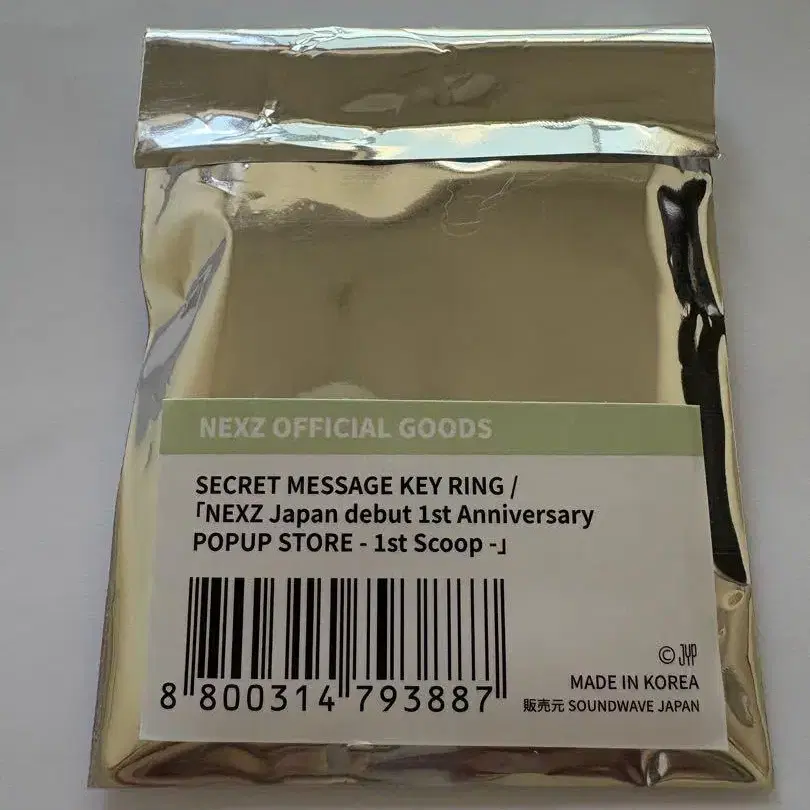 NEXZ OFFICIAL GOODS
SECRET MESSAGE KEY RING /
「NEXZ Japan debut 1st Anniversary
POPUP STORE - 1st Scoop -」
8 800314 793887
© JYP
MADE IN KOREA
販売元 SOUNDWAVE JAPAN